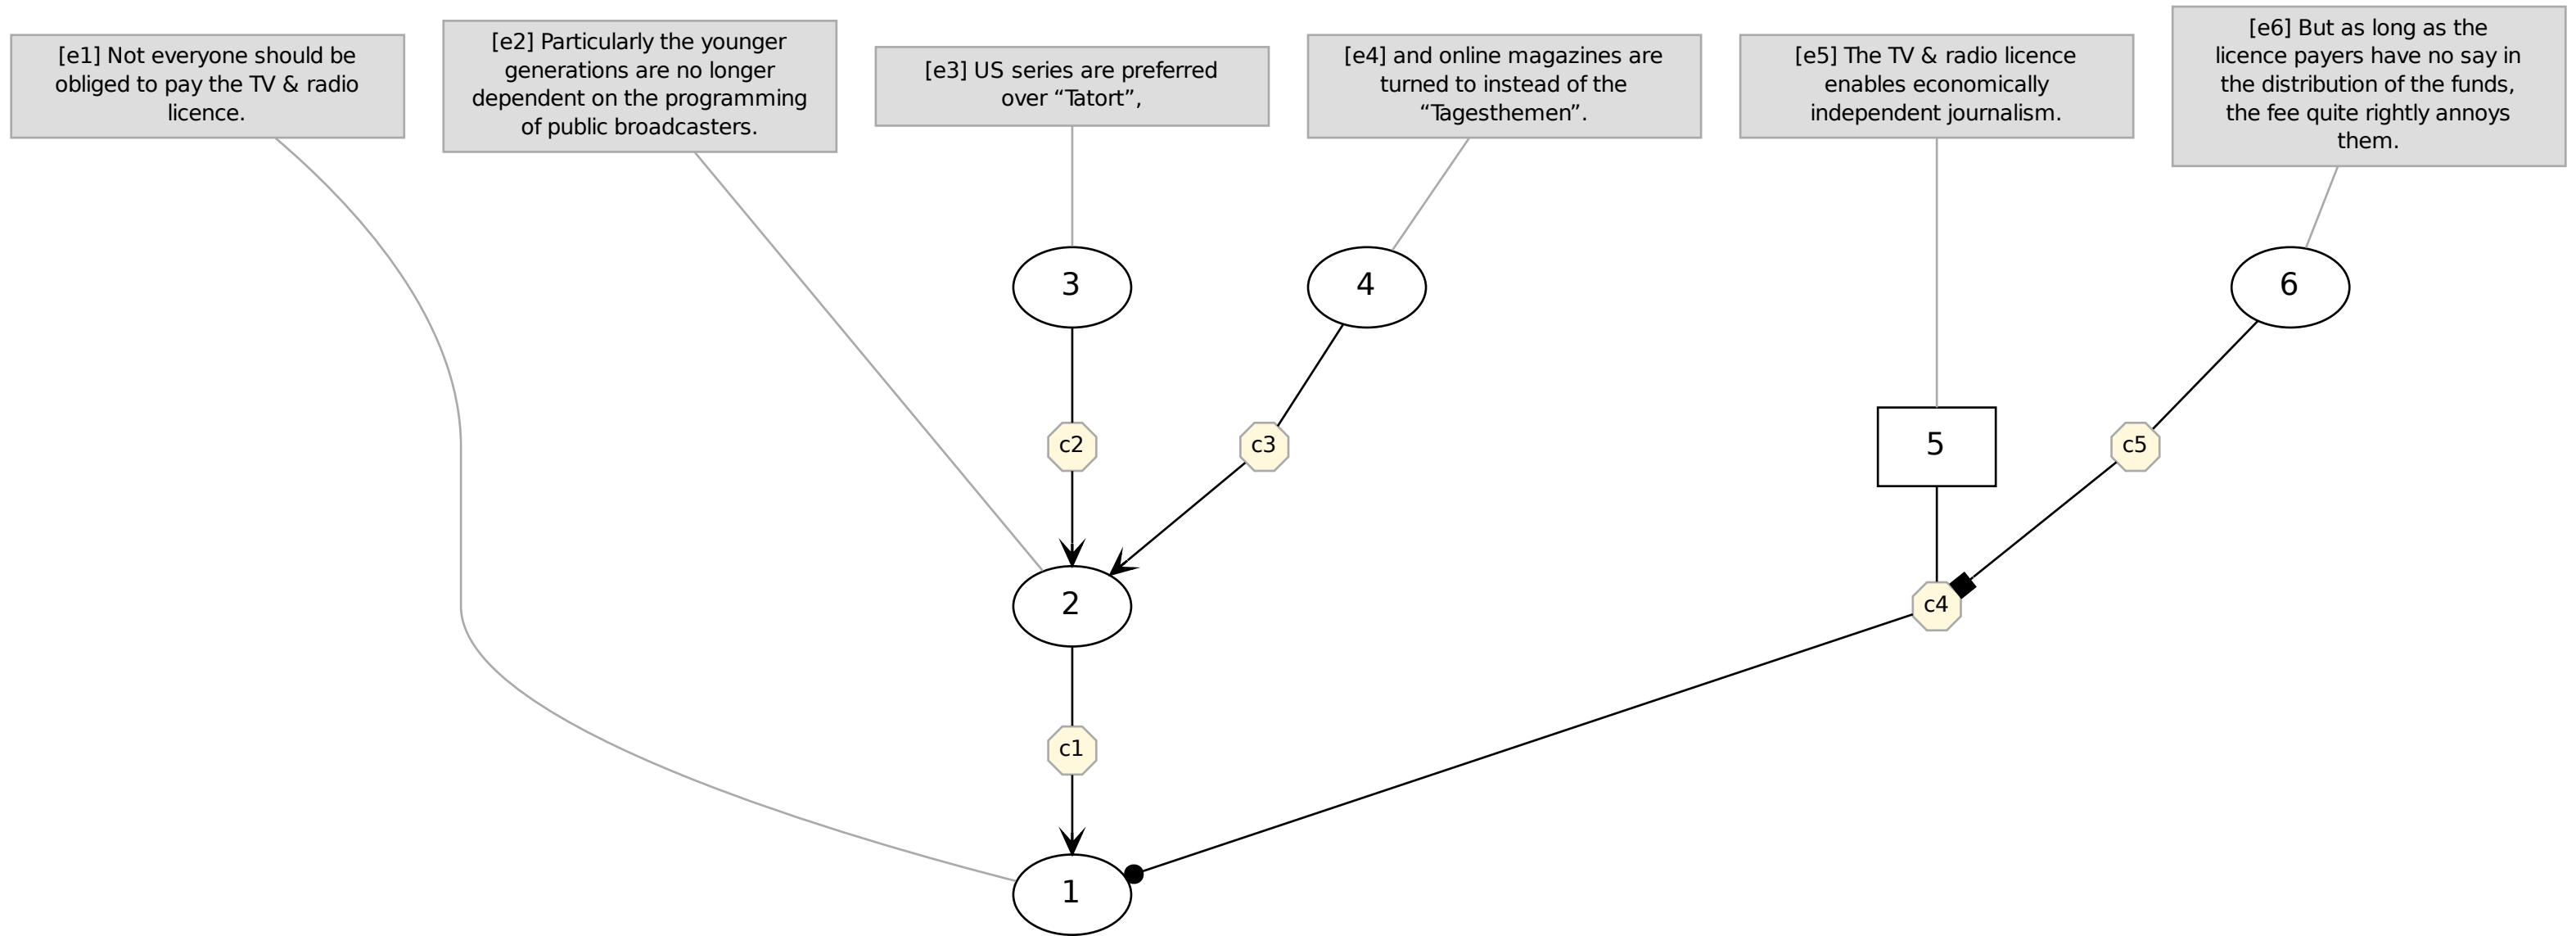 [e1] Not everyone should be
obliged to pay the TV & radio
licence.
[e2] Particularly the younger
generations are no longer
dependent on the programming
of public broadcasters.
[e3] US series are preferred
over “Tatort”,
[e4] and online magazines are
turned to instead of the
“Tagesthemen”.
[e5] The TV & radio licence
enables economically
independent journalism.
[e6] But as long as the
licence payers have no say in
the distribution of the funds,
the fee quite rightly annoys
them.
3
4
6
c2
c3
5
c5
2
c4
c1
1